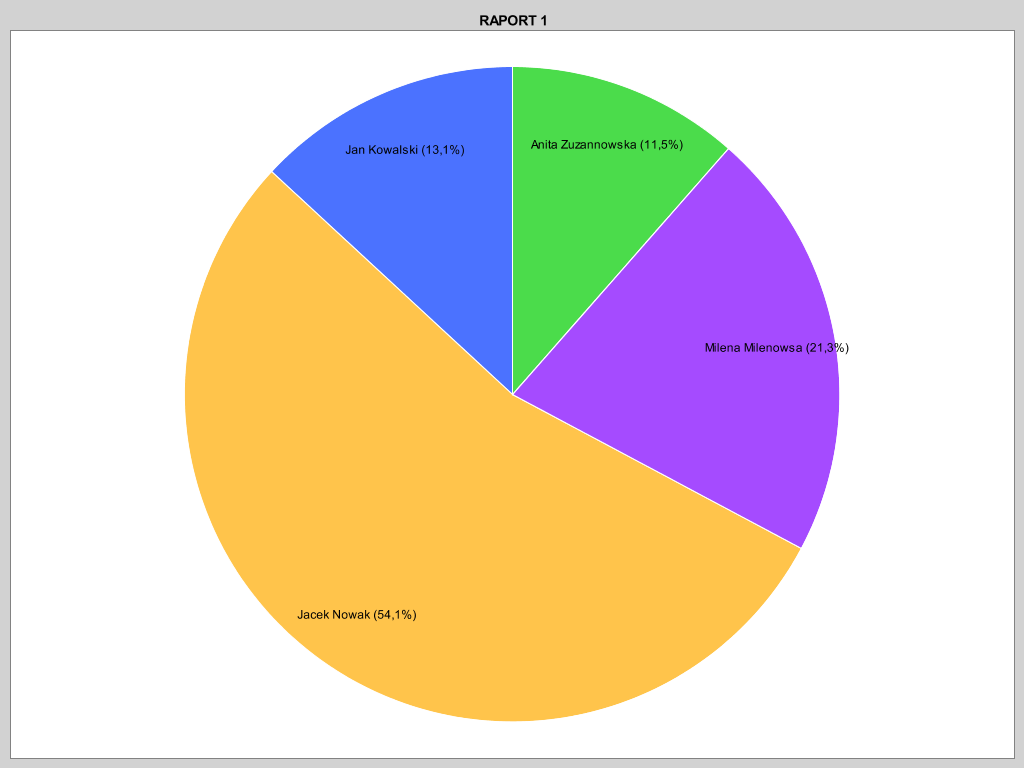 RAPORT 1
Anita Zuzannowska (11,5%)
Jan Kowalski (13,1%)
Milena Milenowsa (21,3%)
Jacek Nowak (54,1%)